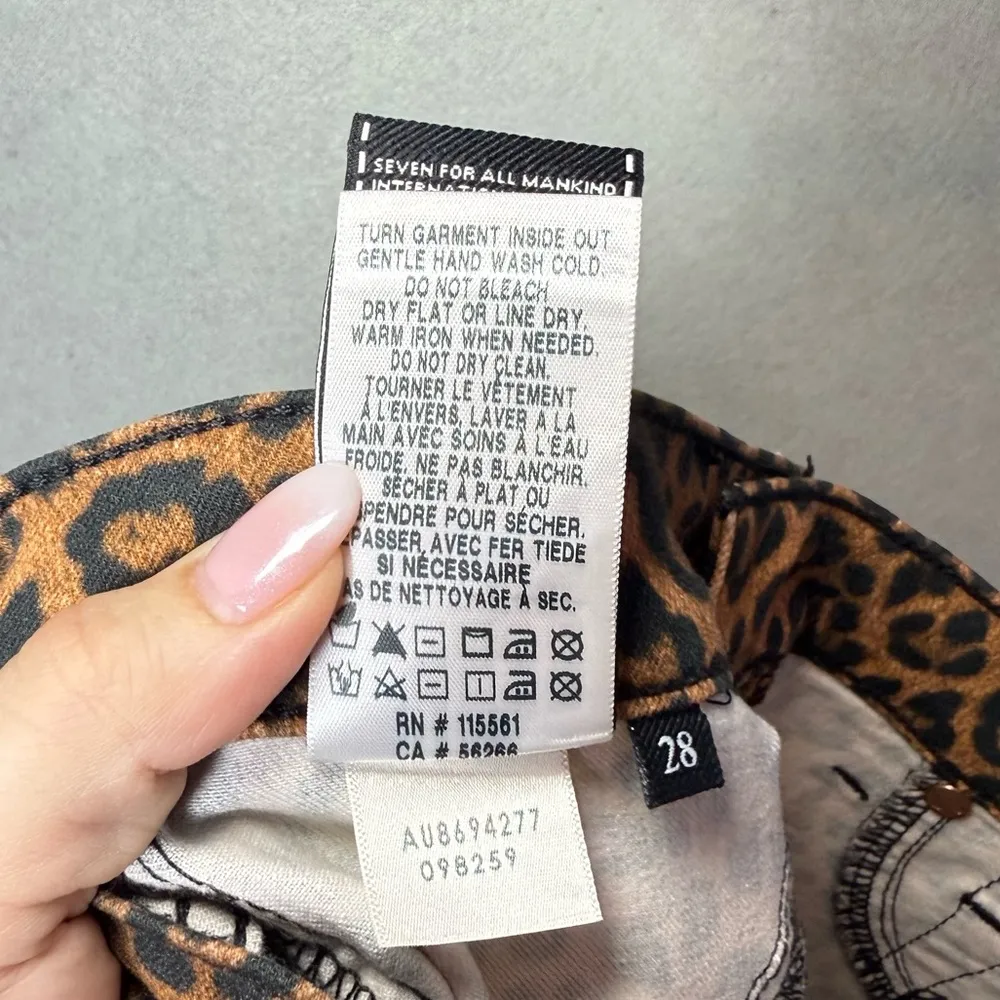 SEVEN FOR ALL MANKIND
TURN GARMENT INSIDE OUT
GENTLE HAND WASH COLD.
DO NOT BLEACH
DRY FLAT OR LINE DRY.
WARM IRON WHEN NEEDED.
DO NOT DRY CLEAN.
TOURNER LE VÊTEMENT
À L'ENVERS, LAVER A LA
MAIN AVEC SOINS À L'EAU
FROIDE, NE PAS BLANCHIR.
SÉCHER À PLAT OU
PENDRE POUR SÉCHER,
PASSER AVEC FER TIEDE
SI NÉCESSAIRE
DE NETTOYAGE À SEC.
RN # 115561
CA # 56266
28
AU8694277
098259